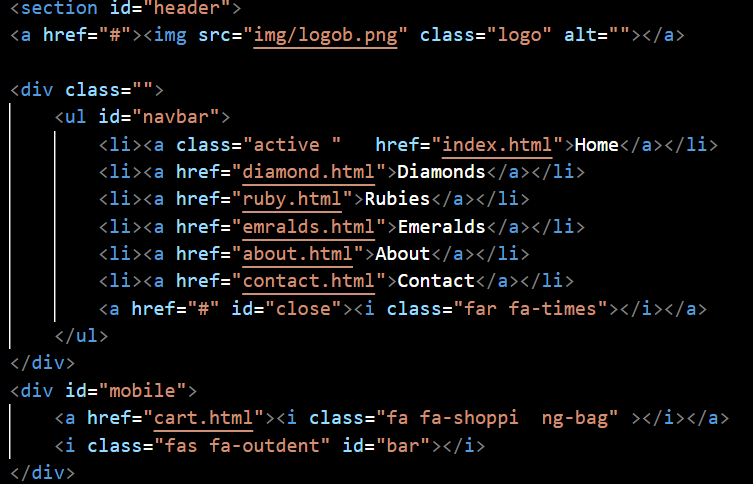 <section id="header">
<a href="#"><img src="img/logob.png" class="logo" alt=""></a>
<div class="">
<ul id="navbar">
<li><a class="active "   href="index.html">Home</a></li>
<li><a href="diamond.html">Diamonds</a></li>
<li><a href="ruby.html">Rubies</a></li>
<li><a href="emralds.html">Emeralds</a></li>
<li><a href="about.html">About</a></li>
<li><a href="contact.html">Contact</a></li>
<a href="#" id="close"><i class="far fa-times"></i></a>
</ul>
</div>
<div id="mobile">
<a href="cart.html"><i class="fa fa-shoppi  ng-bag" ></i></a>
<i class="fas fa-outdent" id="bar"></i>
</div>